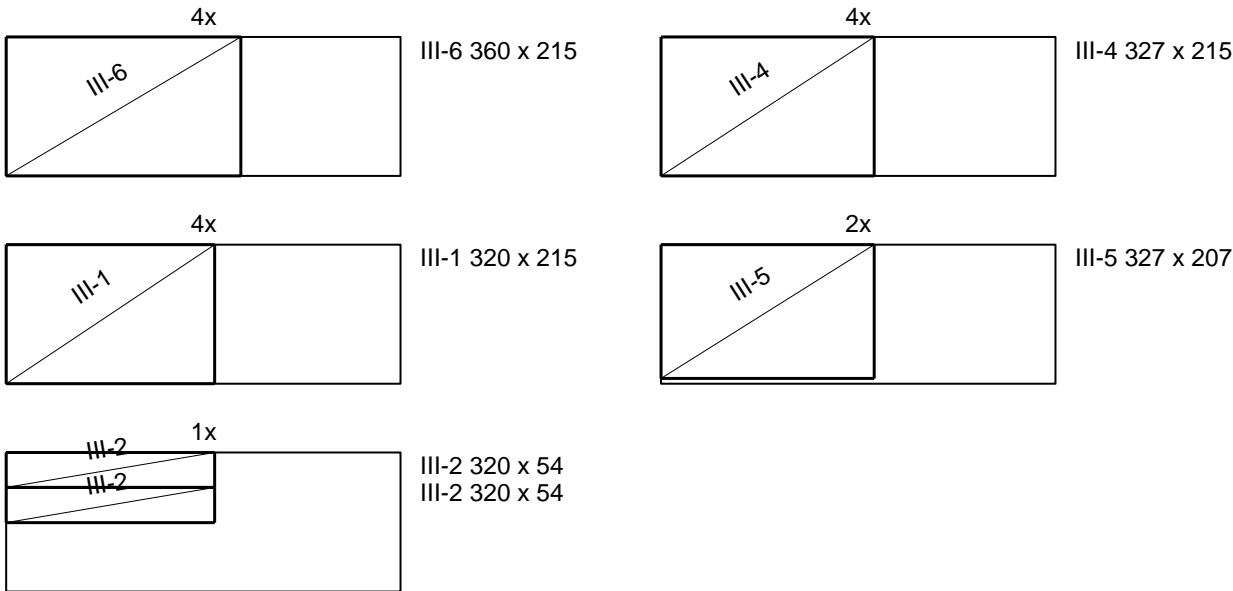 4x
III-6
III-6 360 x 215
4x
III-4
III-4 327 x 215
4x
III-1
III-1 320 x 215
2x
III-5
III-5 327 x 207
1x
III-2
III-2
III-2 320 x 54
III-2 320 x 54